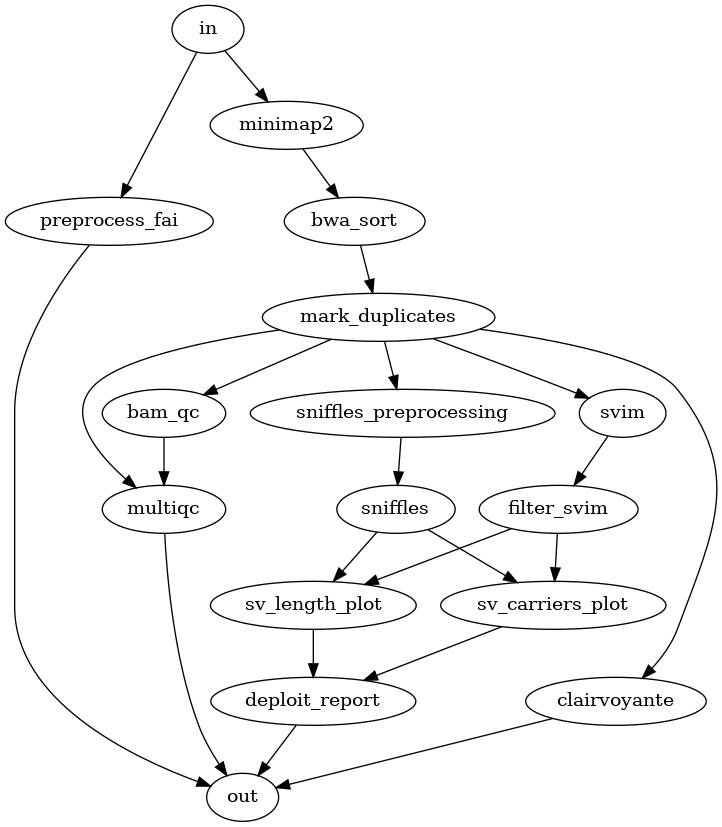 in
minimap2
preprocess_fai
bwa_sort
mark_duplicates
bam_qc
sniffles_preprocessing
svim
multiqc
sniffles
filter_svim
sv_length_plot
sv_carriers_plot
deploit_report
clairvoyante
out